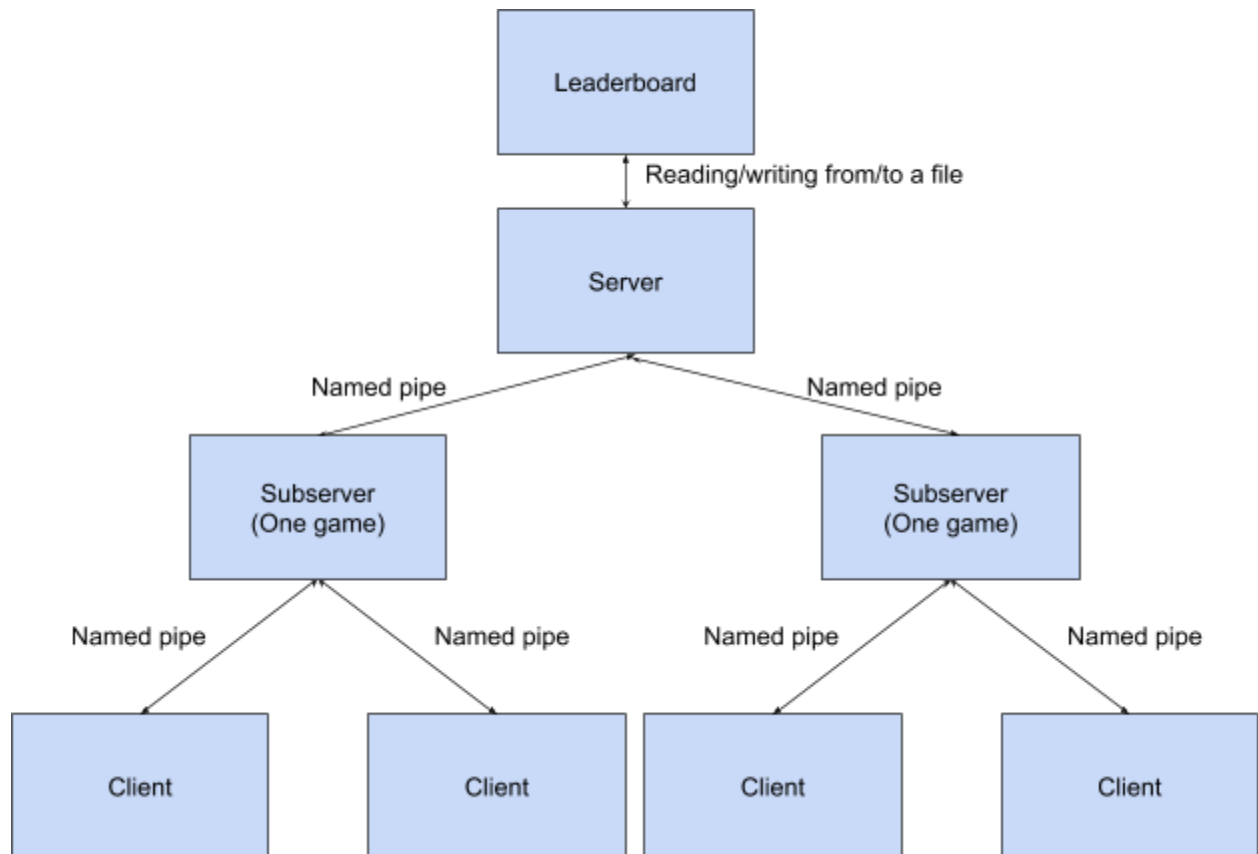 Leaderboard
Reading/writing from/to a file
Server
Named pipe
Named pipe
Subserver
(One game)
Subserver
(One game)
Named pipe
Named pipe
Named pipe
Named pipe
Client
Client
Client
Client